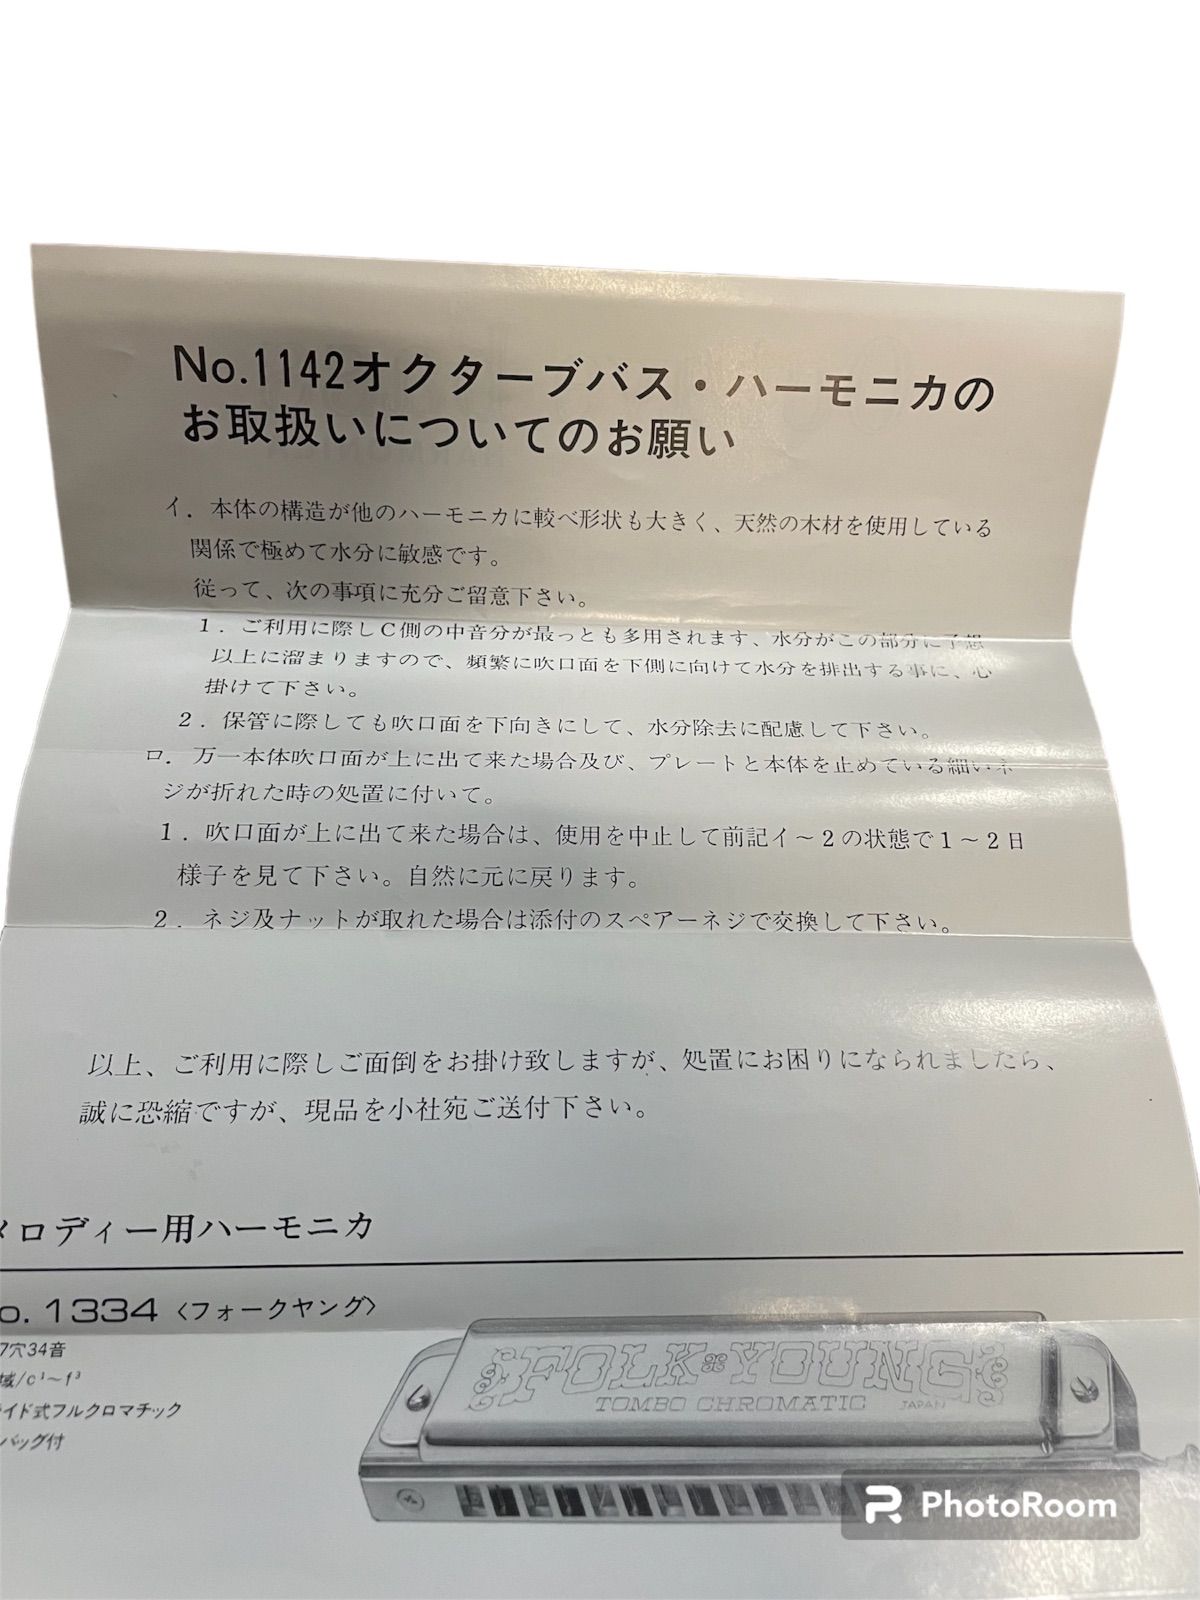 No.1142オクターブバス・ハーモニカの
お取扱いについてのお願い
イ．本体の構造が他のハーモニカに較べ形状も大きく、天然の木材を使用している
関係で極めて水分に敏感です。
従って、次の事項に充分ご留意下さい。
１．ご利用に際しＣ側の中音分が最っとも多用されます、水分がこの部分に予想
以上に溜まりますので、頻繁に吹口面を下側に向けて水分を排出する事に、心
掛けて下さい。
２．保管に際しても吹口面を下向きにして、水分除去に配慮して下さい。
ロ．万一本体吹口面が上に出て来た場合及び、プレートと本体を止めている細いネ
ジが折れた時の処置に付いて。
１．吹口面が上に出て来た場合は、使用を中止して前記イ～２の状態で１～２日
様子を見て下さい。自然に元に戻ります。
２．ネジ及ナットが取れた場合は添付のスペアーネジで交換して下さい。
以上、ご利用に際しご面倒をお掛け致しますが、処置にお困りになられましたら、
誠に恐縮ですが、現品を小社宛ご送付下さい。
メロディー用ハーモニカ
o. 1334〈フォークヤング〉
7穴34音
域/c¹～f³
イド式フルクロマチック
バッグ付
FOLK YOUNG
TOMBO CHROMATIC JAPAN
PhotoRoom